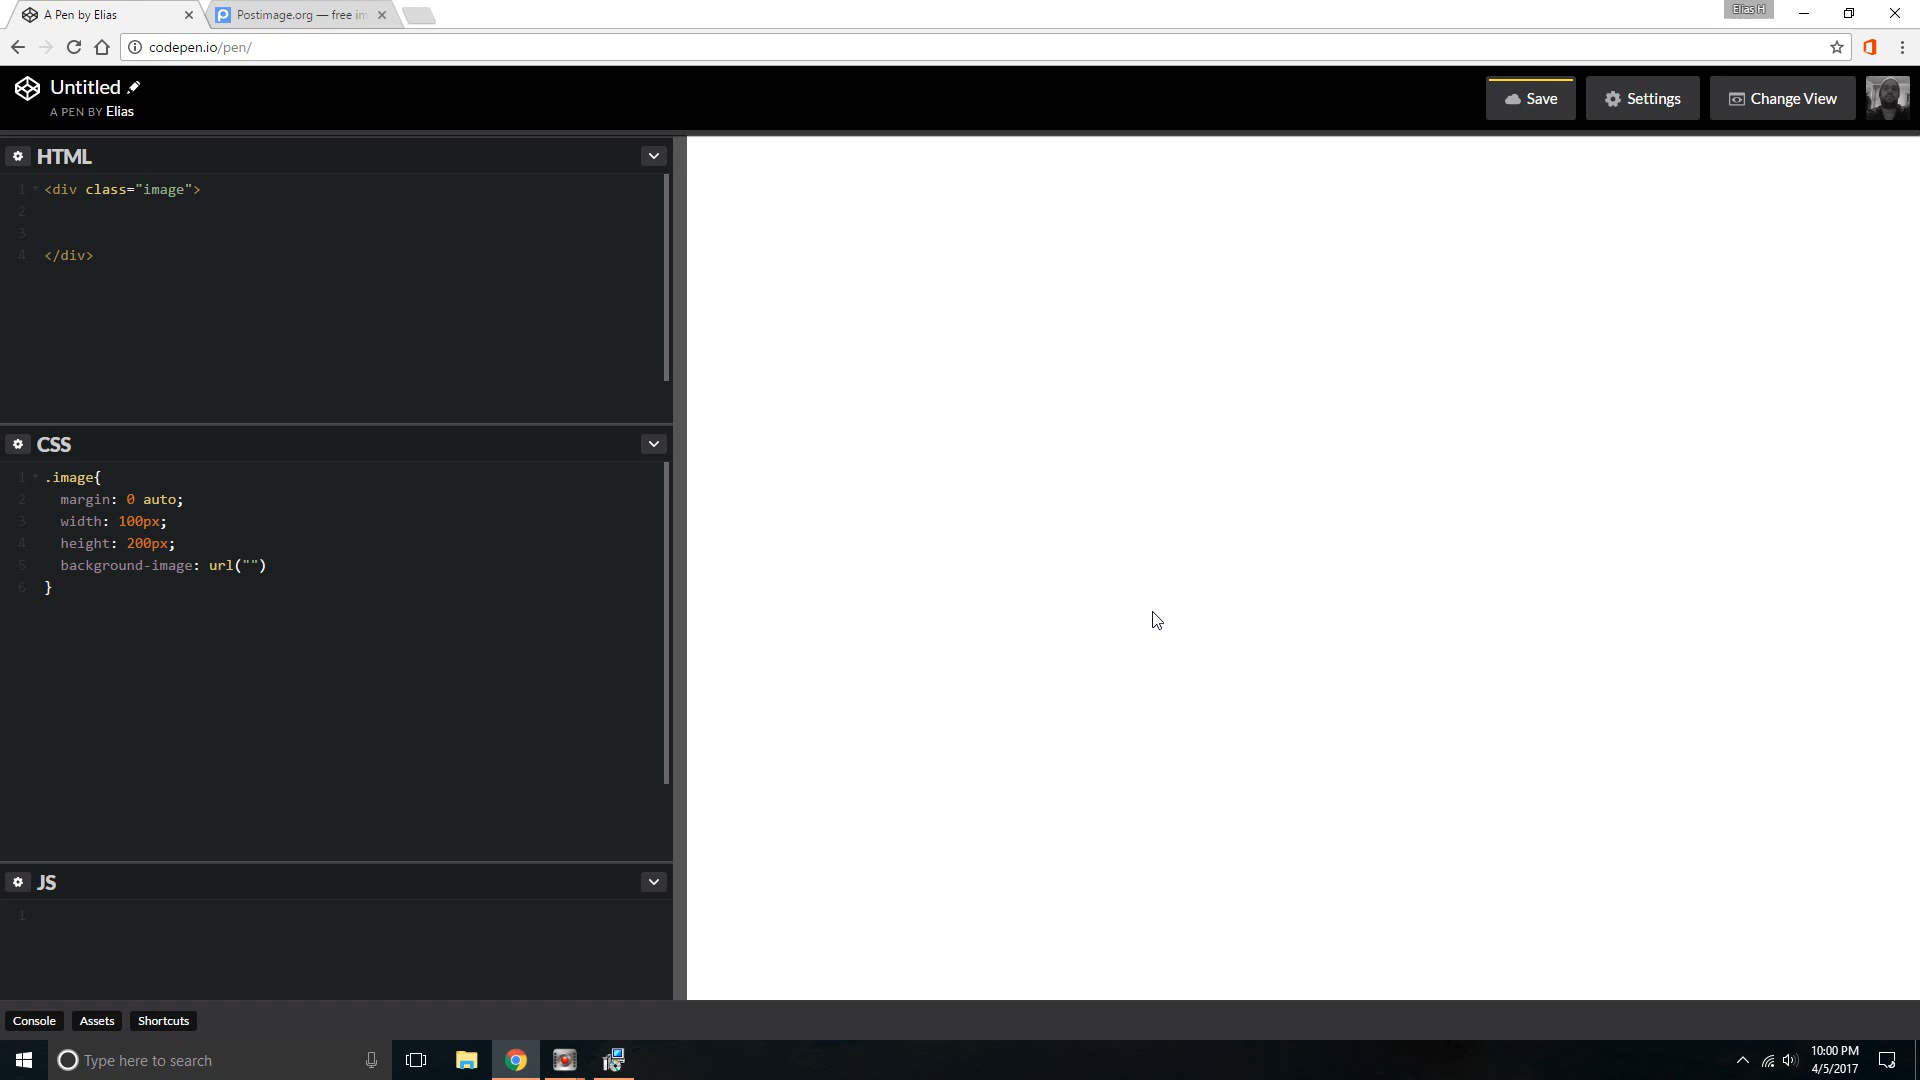 A Pen by Elias
Postimage.org — free im
Elias H
codepen.io/pen/
Untitled
A PEN BY Elias
Save
Settings
Change View
HTML
1 <div class="image">
2
3
4 </div>
CSS
1 .image{
2 margin: 0 auto;
3 width: 100px;
4 height: 200px;
5 background-image: url("")
6 }
JS
1
Console
Assets
Shortcuts
Type here to search
10:00 PM
4/5/2017